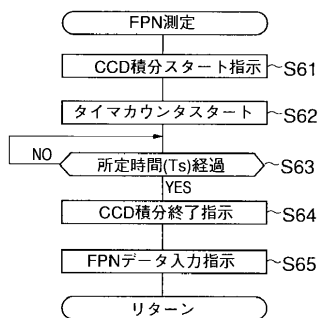 FPN測定
CCD積分スタート指示 S61
タイマカウンタスタート S62
NO 所定時間(Ts)経過 S63
YES
CCD積分終了指示 S64
FPNデータ入力指示 S65
リターン